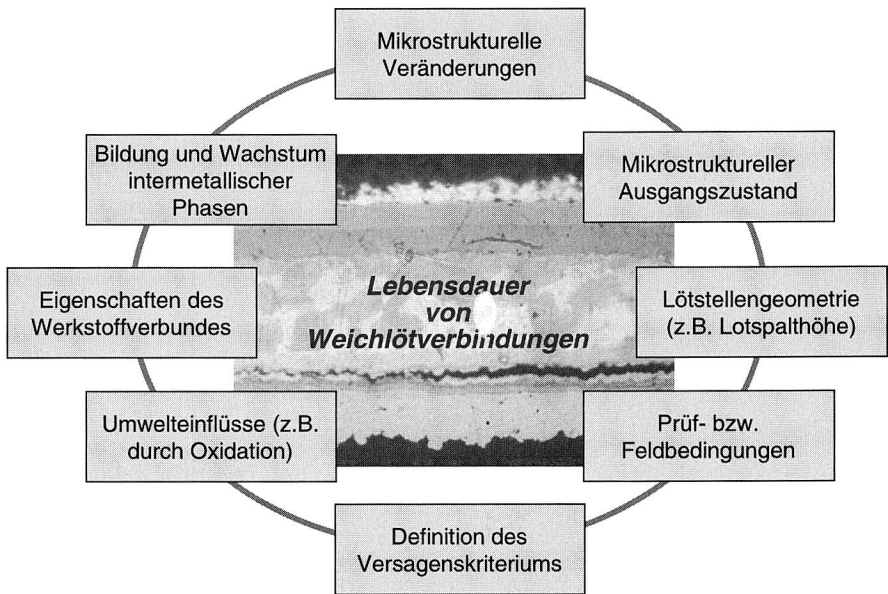 Mikrostrukturelle
Veränderungen
Mikrostruktureller
Ausgangszustand
Lötstellengeometrie
(z.B. Lotspalthöhe)
Prüf- bzw.
Feldbedingungen
Definition des
Versagenskriteriums
Umwelteinflüsse (z.B.
durch Oxidation)
Eigenschaften des
Werkstoffverbundes
Bildung und Wachstum
intermetallischer
Phasen
Lebensdauer
von
Weichlötverbindungen